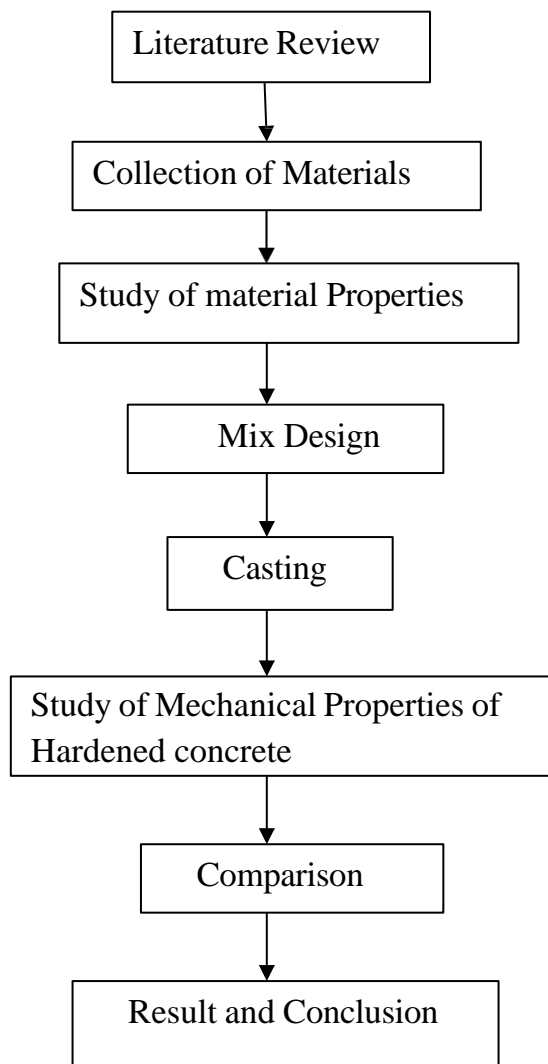 Literature Review
Collection of Materials
Study of material Properties
Mix Design
Casting
Study of Mechanical Properties of
Hardened concrete
Comparison
Result and Conclusion